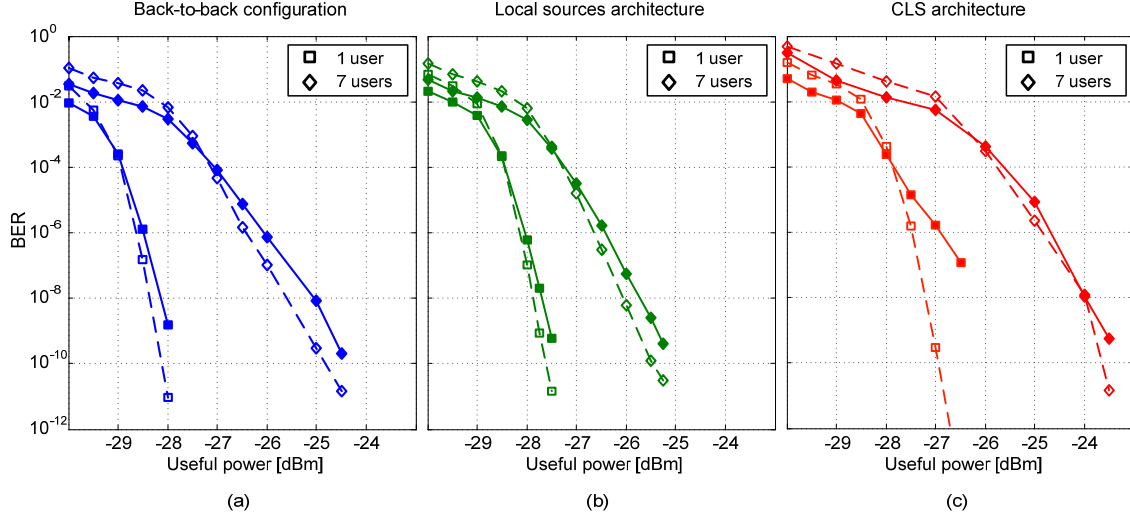 Back-to-back configuration
Local sources architecture
CLS architecture
10^0
10^-2
10^-4
10^-6
10^-8
10^-10
10^-12
BER
1 user
7 users
1 user
7 users
1 user
7 users
-29 -28 -27 -26 -25 -24
-29 -28 -27 -26 -25 -24
-29 -28 -27 -26 -25 -24
Useful power [dBm]
Useful power [dBm]
Useful power [dBm]
(a)
(b)
(c)